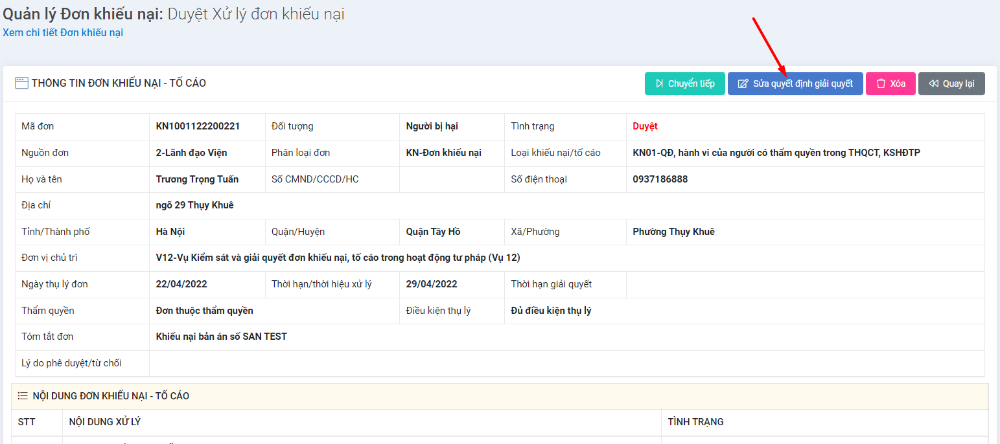 Quản lý Đơn khiếu nại: Duyệt Xử lý đơn khiếu nại
Xem chi tiết Đơn khiếu nại
THÔNG TIN ĐƠN KHIẾU NẠI - TỐ CÁO
Chuyển tiếp Sửa quyết định giải quyết Xóa Quay lại
Mã đơn KN1001122200221 Đối tượng Người bị hại Tình trạng Duyệt
Nguồn đơn 2-Lãnh đạo Viện Phân loại đơn KN-Đơn khiếu nại Loại khiếu nại/tố cáo KN01-QĐ, hành vi của người có thẩm quyền trong THQCT, KSHĐTP
Họ và tên Trương Trọng Tuấn Số CMND/CCCD/HC Số điện thoại 0937186888
Địa chỉ ngõ 29 Thụy Khuê
Tỉnh/Thành phố Hà Nội Quận/Huyện Quận Tây Hồ Xã/Phường Phường Thụy Khuê
Đơn vị chủ trì V12-Vụ Kiểm sát và giải quyết đơn khiếu nại, tố cáo trong hoạt động tư pháp (Vụ 12)
Ngày thụ lý đơn 22/04/2022 Thời hạn/thời hiệu xử lý 29/04/2022 Thời hạn giải quyết
Thẩm quyền Đơn thuộc thẩm quyền Điều kiện thụ lý Đủ điều kiện thụ lý
Tóm tắt đơn Khiếu nại bản án số SAN TEST
Lý do phê duyệt/từ chối
NỘI DUNG ĐƠN KHIẾU NẠI - TỐ CÁO
STT NỘI DUNG XỬ LÝ TÌNH TRẠNG